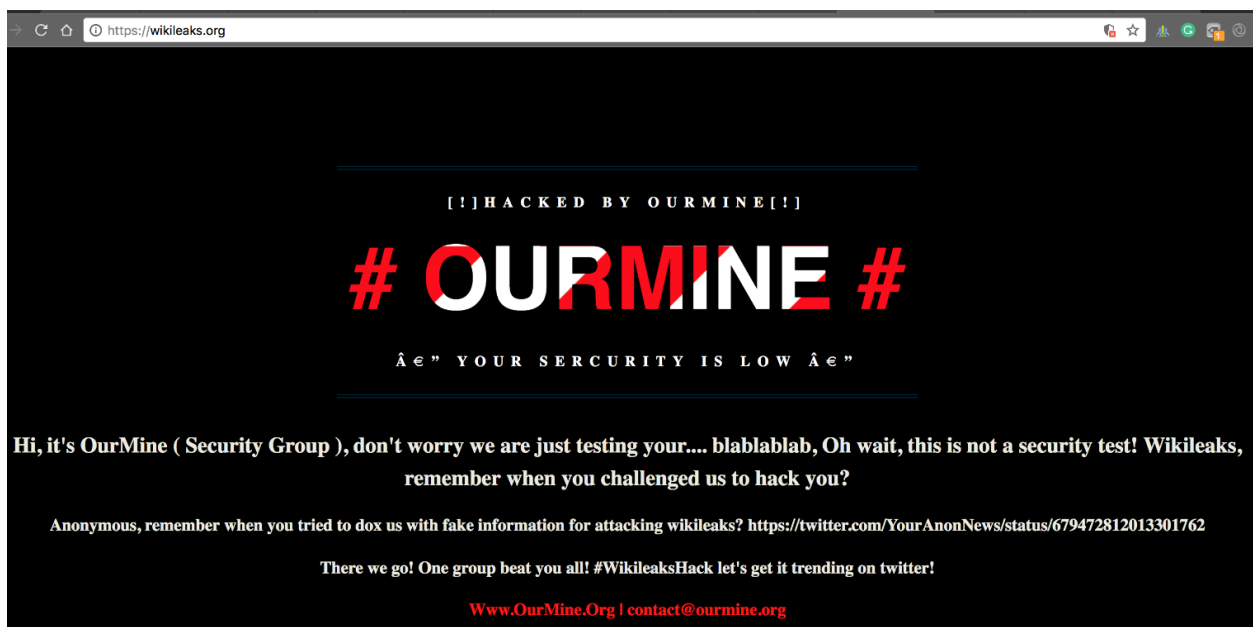 https://wikileaks.org
[!]HACKED BY OURMINE[!]
# OURMINE #
Â€” YOUR SERCURITY IS LOW Â€”
Hi, it's OurMine ( Security Group ), don't worry we are just testing your.... blablablab, Oh wait, this is not a security test! Wikileaks,
remember when you challenged us to hack you?
Anonymous, remember when you tried to dox us with fake information for attacking wikileaks? https://twitter.com/YourAnonNews/status/679472812013301762
There we go! One group beat you all! #WikileaksHack let's get it trending on twitter!
Www.OurMine.Org | contact@ourmine.org